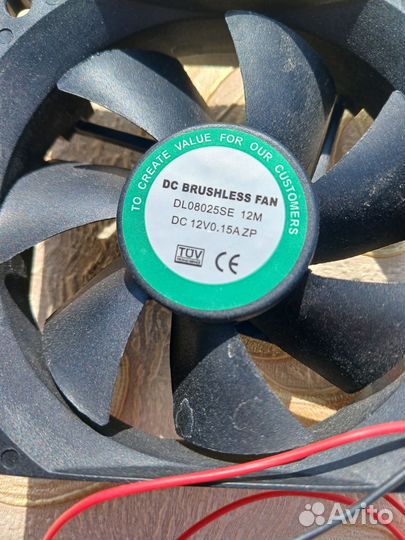 TO CREATE VALUE FOR OUR CUSTOMERS
DC BRUSHLESS FAN
DL08025SE 12M
DC 12V0.15A ZP
TÜV
CE
Avito